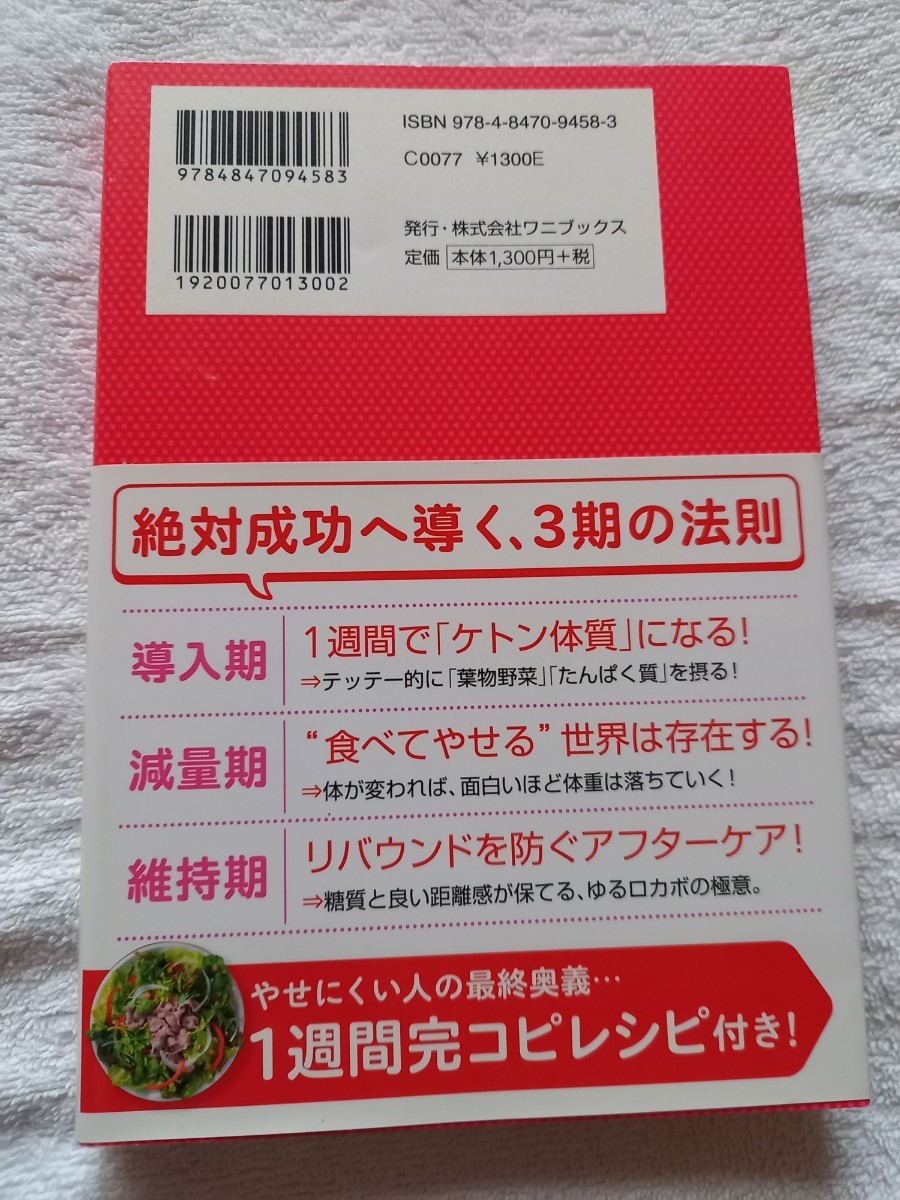 ISBN 978-4-8470-9458-3
9784847094583
C0077 ¥1300E
発行・株式会社ワニブックス
定価 本体1,300円+税
1920077013002
絶対成功へ導く、3期の法則
導入期
1週間で「ケトン体質」になる!
⇒テッテー的に「葉物野菜」「たんぱく質」を摂る!
減量期
“食べてやせる”世界は存在する!
⇒体が変われば、面白いほど体重は落ちていく!
維持期
リバウンドを防ぐアフターケア!
⇒糖質と良い距離感が保てる、ゆるロカボの極意。
やせにくい人の最終奥義…
1週間完コピレシピ付き!